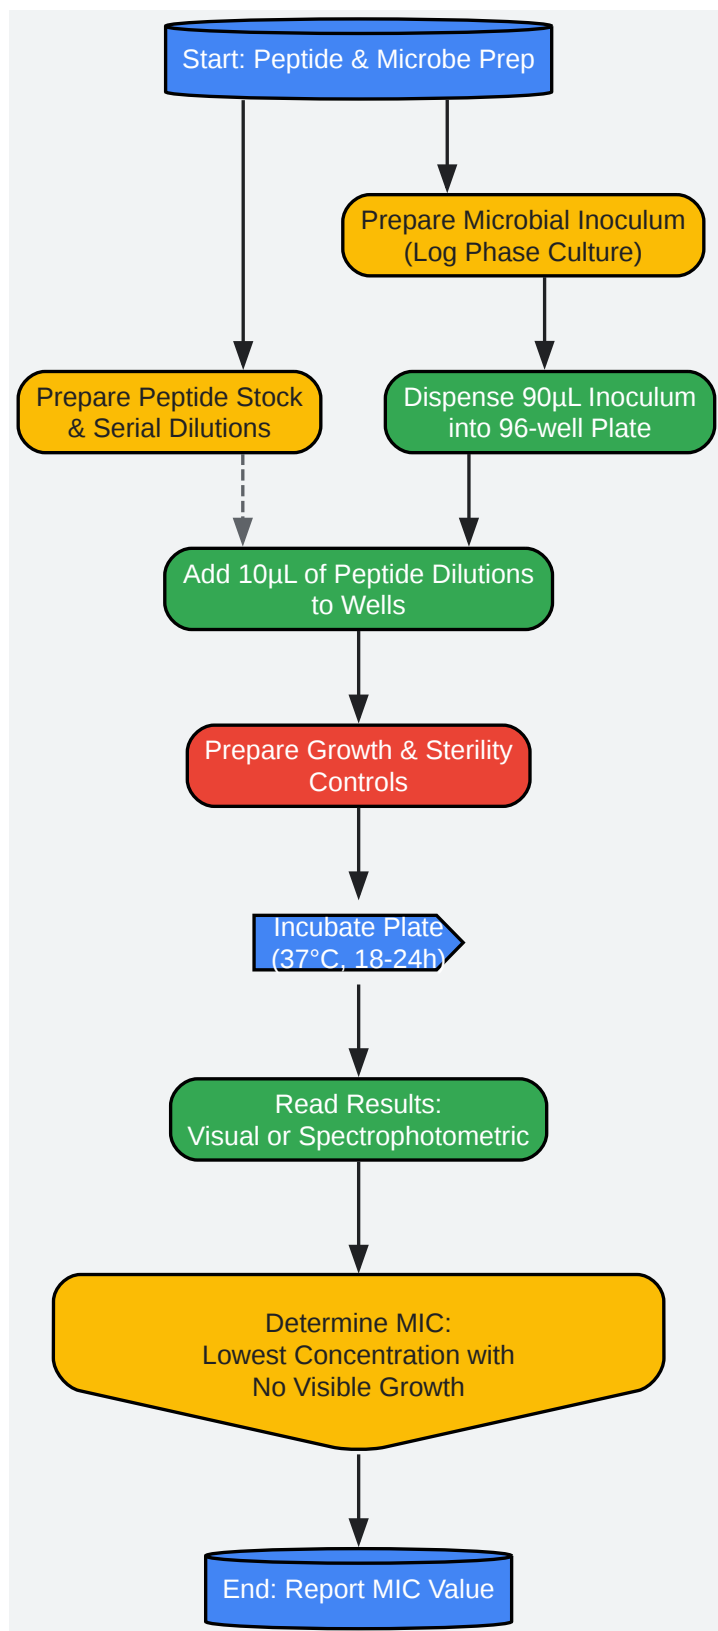 Start: Peptide & Microbe Prep
Prepare Microbial Inoculum
(Log Phase Culture)
Prepare Peptide Stock
& Serial Dilutions
Dispense 90µL Inoculum
into 96-well Plate
Add 10µL of Peptide Dilutions
to Wells
Prepare Growth & Sterility
Controls
Incubate Plate
(37°C, 18-24h)
Read Results:
Visual or Spectrophotometric
Determine MIC:
Lowest Concentration with
No Visible Growth
End: Report MIC Value